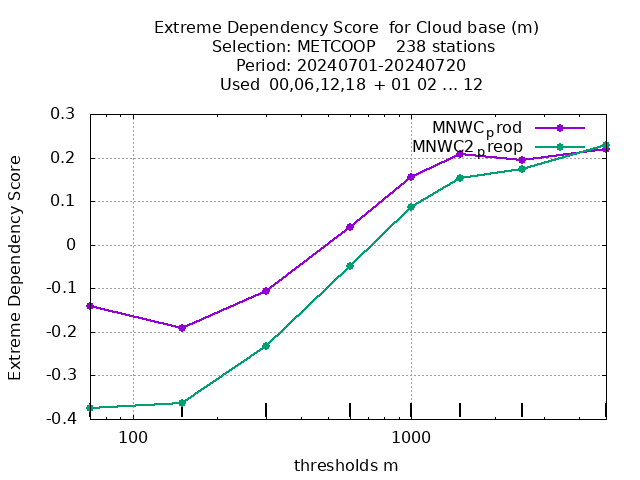 Extreme Dependency Score  for Cloud base (m)
Selection: METCOOP    238 stations
Period: 20240701-20240720
Used  00,06,12,18  + 01 02 ... 12
0.3
MNWCprod
MNWC2preop
0.2
0.1
0
-0.1
-0.2
-0.3
-0.4
Extreme Dependency Score
100
1000
thresholds m